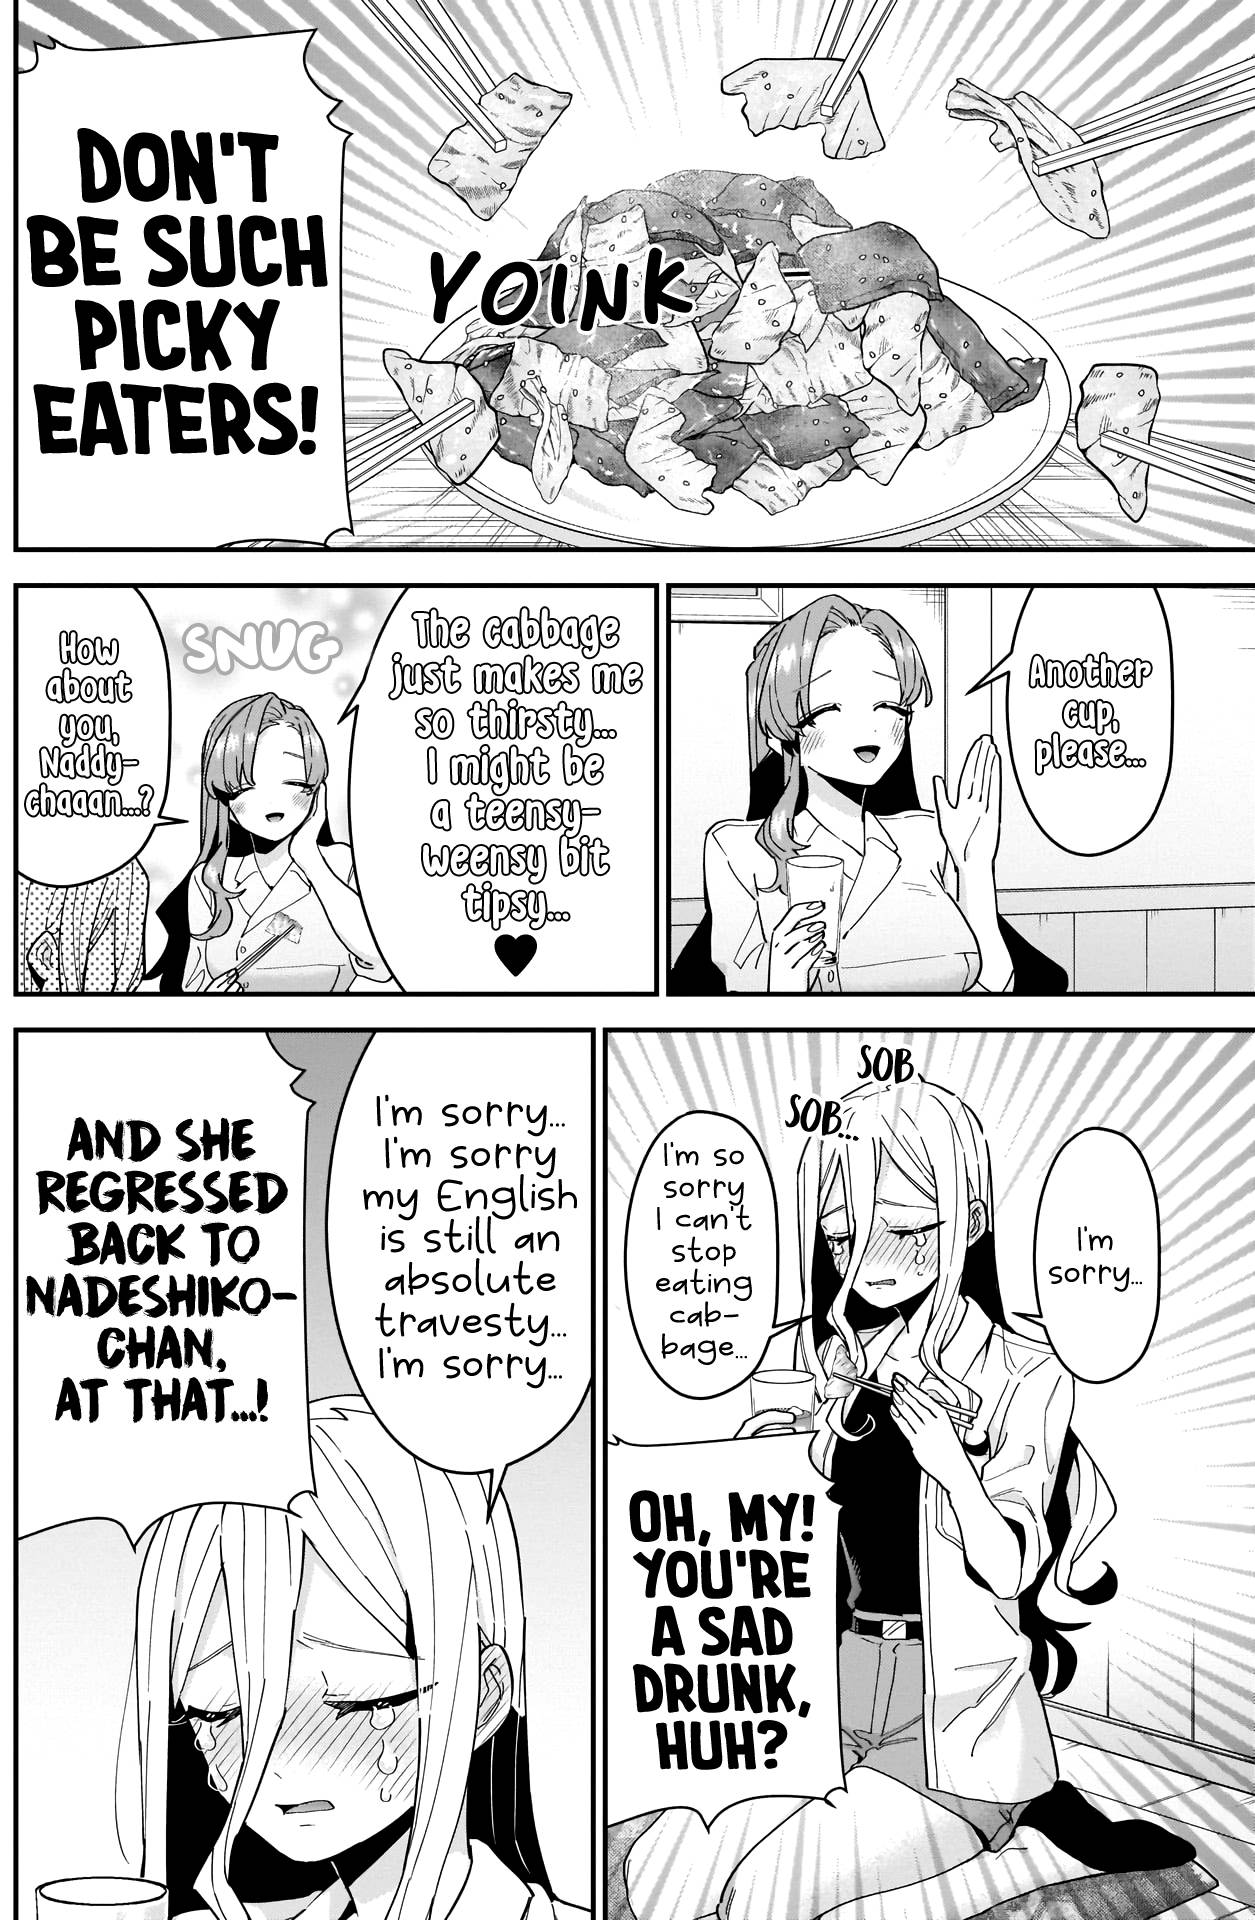 DON'T
BE SUCH
PICKY
EATERS!
YOINK
Another
cup,
please...
The cabbage
just makes me
so thirsty...
I might be
a teensy-
weensy bit
tipsy...
♥
SNUG
How
about
you,
Naddy-
chaaan...?
SOB
SOB...
I'm
sorry...
I'm so
sorry
I can't
stop
eating
cab-
bage...
OH, MY!
YOU'RE
A SAD
DRUNK,
HUH?
I'm sorry...
I'm sorry
my English
is still an
absolute
travesty...
I'm sorry...
AND SHE
REGRESSED
BACK TO
NADESHIKO-
CHAN,
AT THAT...!